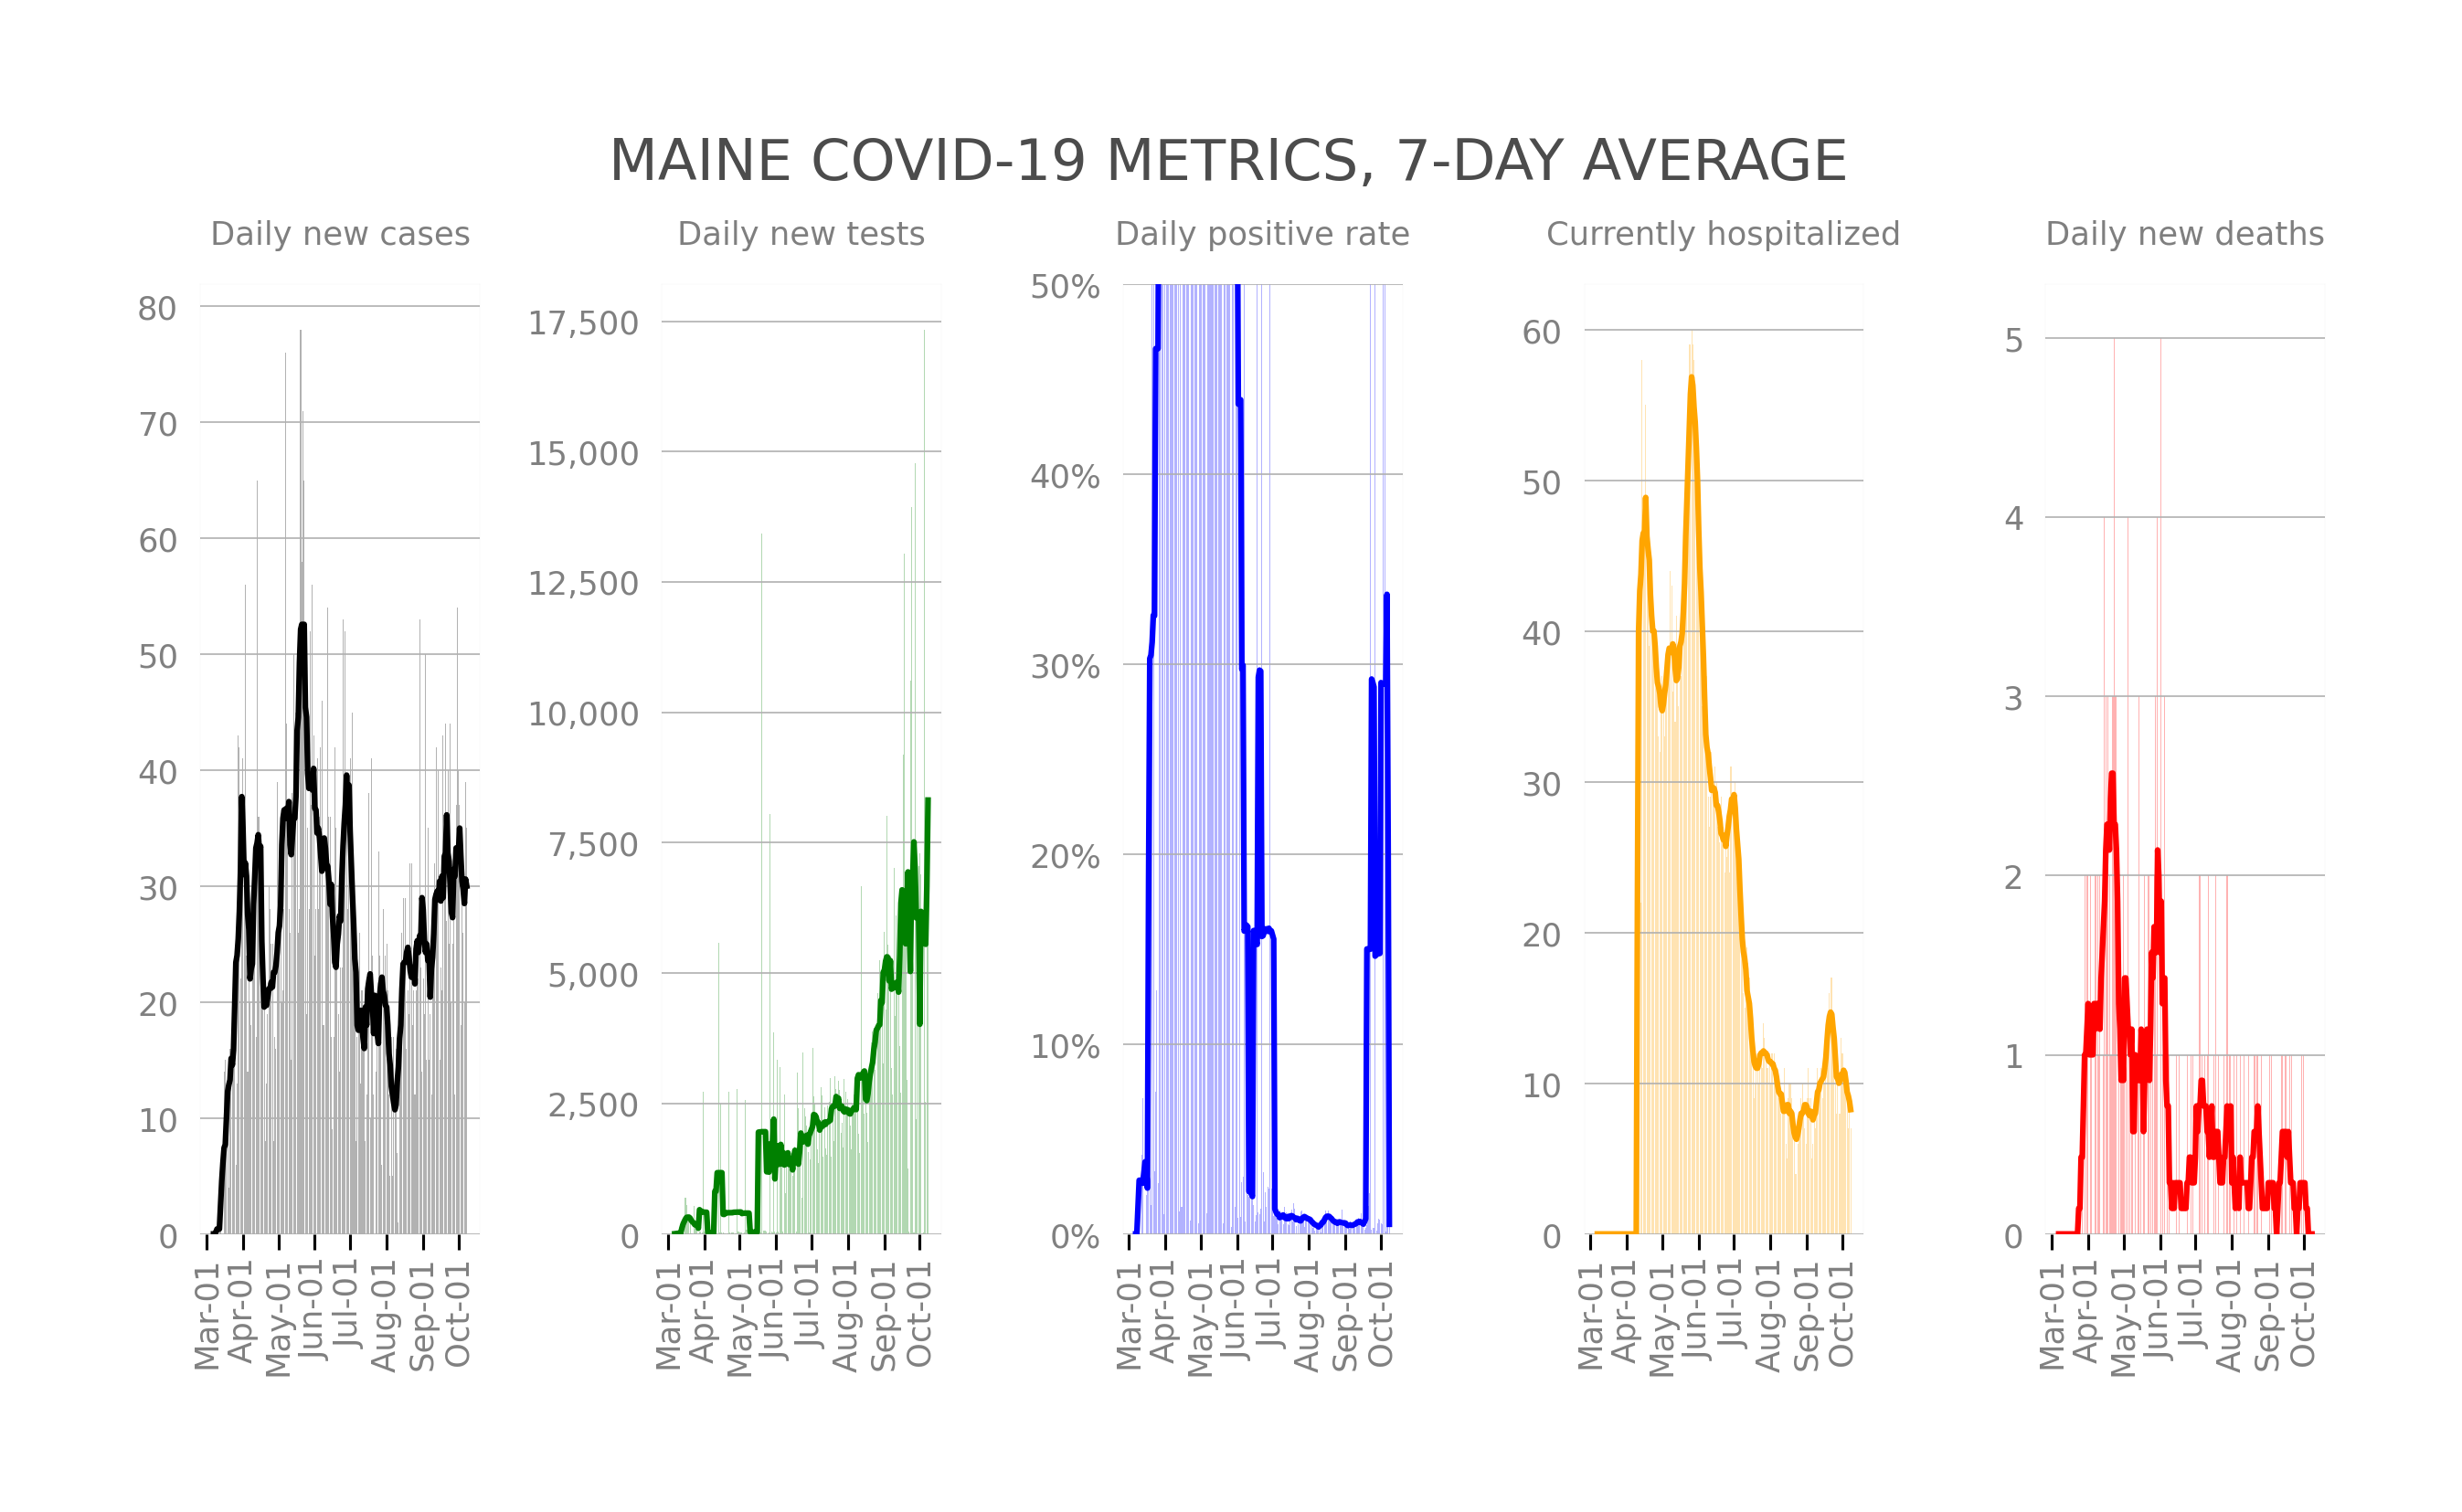 MAINE COVID-19 METRICS, 7-DAY AVERAGE
Daily new cases
80
70
60
50
40
30
20
10
0
Mar-01
Apr-01
May-01
Jun-01
Jul-01
Aug-01
Sep-01
Oct-01
Daily new tests
17,500
15,000
12,500
10,000
7,500
5,000
2,500
0
Mar-01
Apr-01
May-01
Jun-01
Jul-01
Aug-01
Sep-01
Oct-01
Daily positive rate
50%
40%
30%
20%
10%
0%
Mar-01
Apr-01
May-01
Jun-01
Jul-01
Aug-01
Sep-01
Oct-01
Currently hospitalized
60
50
40
30
20
10
0
Mar-01
Apr-01
May-01
Jun-01
Jul-01
Aug-01
Sep-01
Oct-01
Daily new deaths
5
4
3
2
1
0
Mar-01
Apr-01
May-01
Jun-01
Jul-01
Aug-01
Sep-01
Oct-01